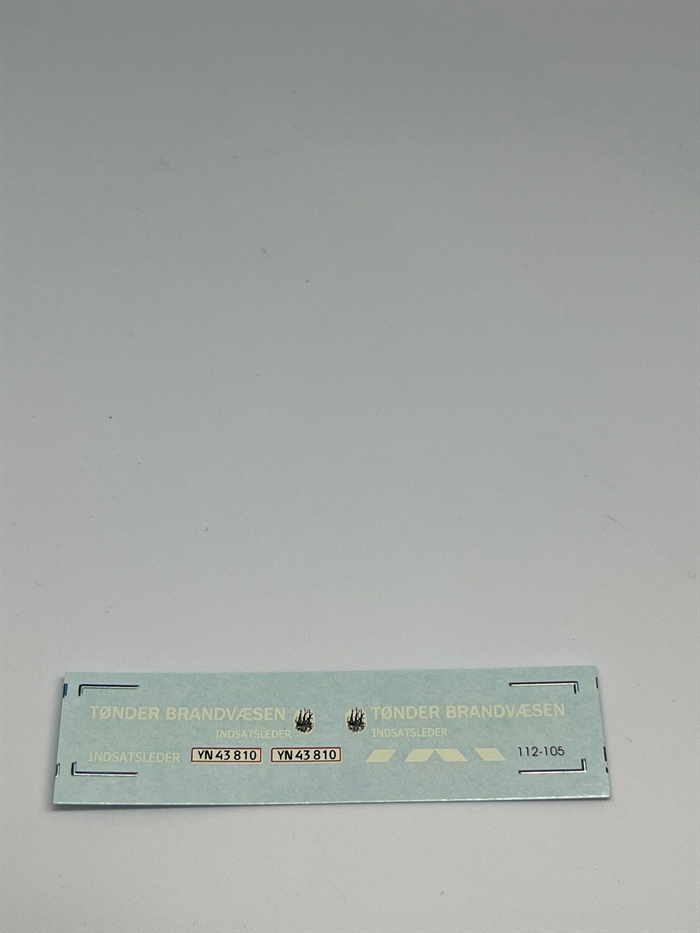 TØNDER BRANDVÆSEN TØNDER BRANDVÆSEN
INDSATSLEDER INDSATSLEDER
INDSATSLEDER YN 43 810 YN 43 810 112-105